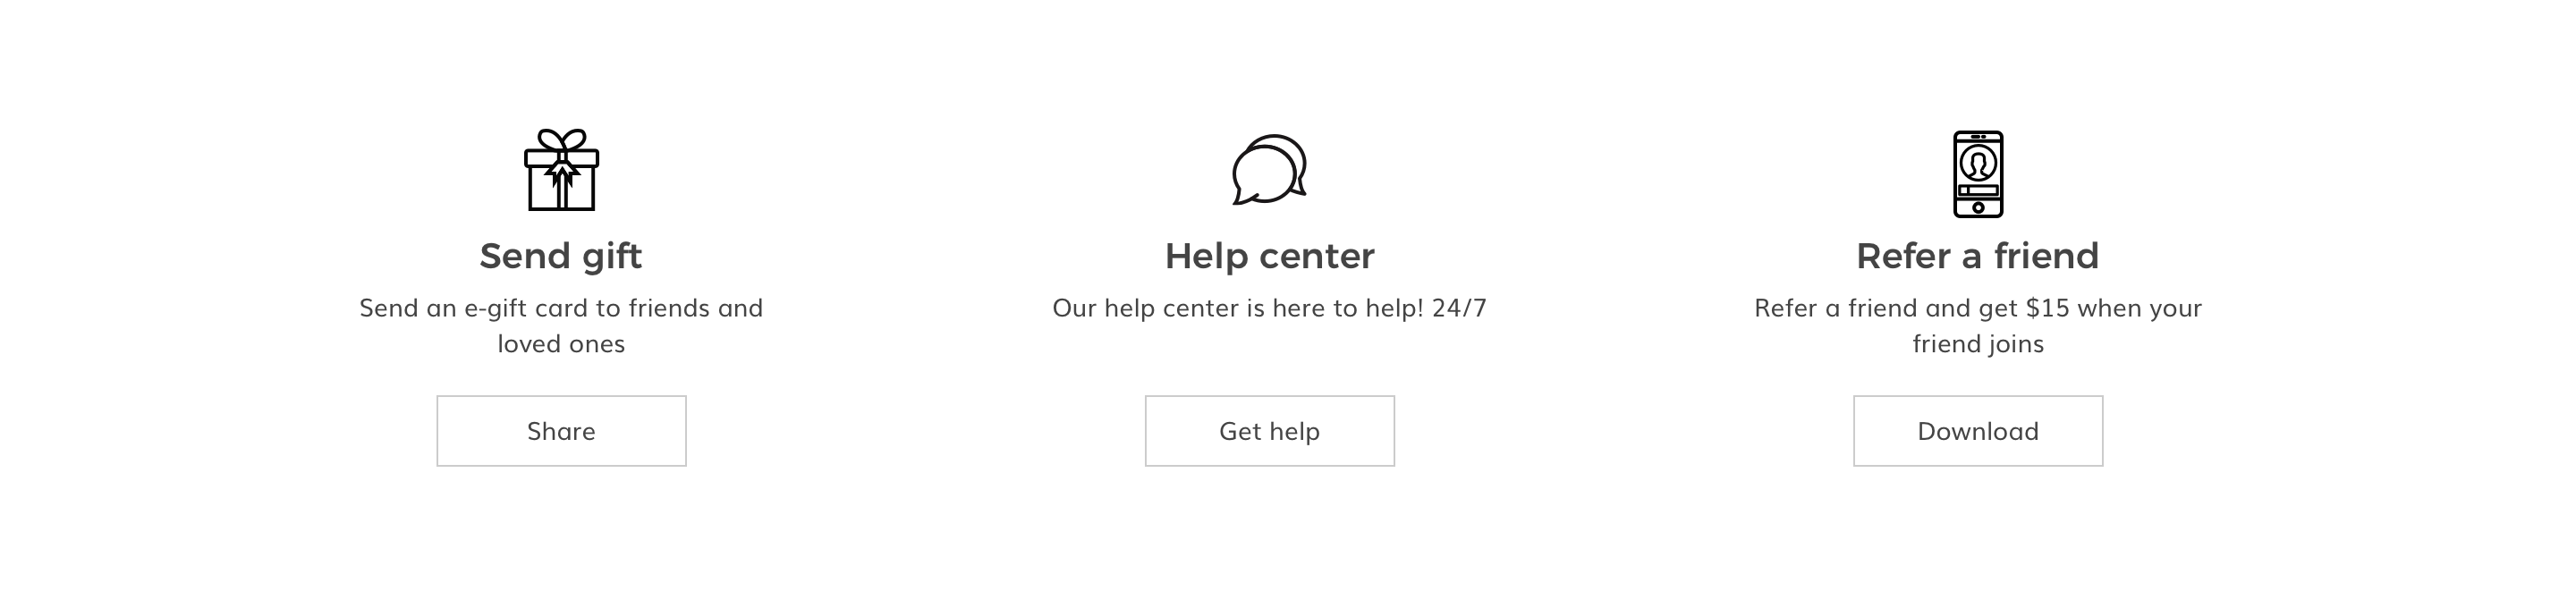 Send gift
Send an e-gift card to friends and
loved ones
Share
Help center
Our help center is here to help! 24/7
Get help
Refer a friend
Refer a friend and get $15 when your
friend joins
Download